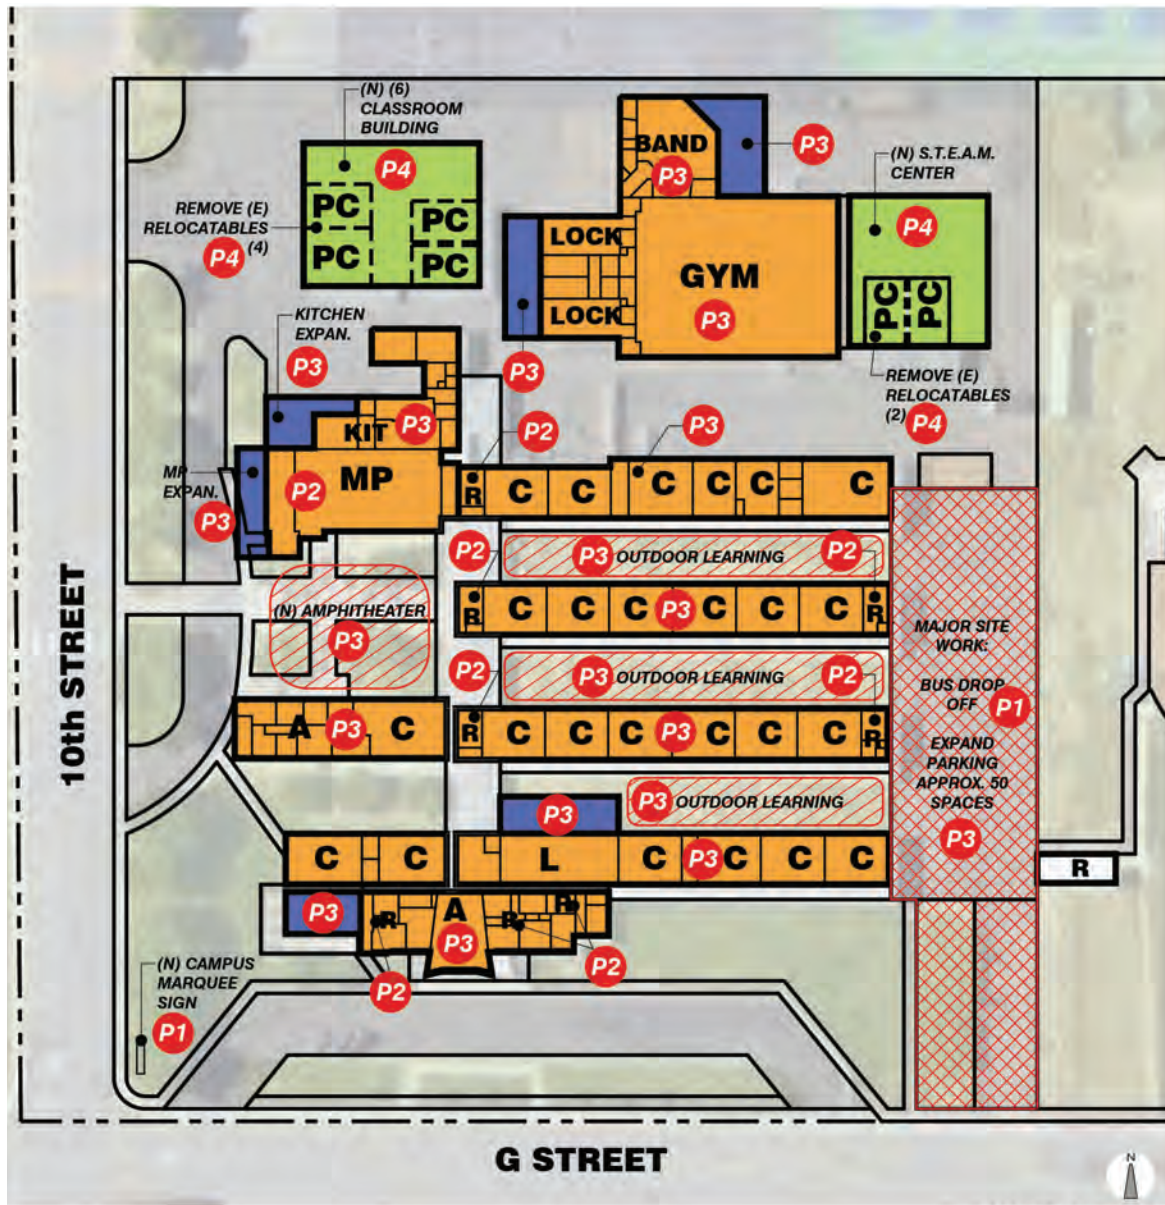 (N) (6)
CLASSROOM
BUILDING
P4
PC
PC
PC
PC
REMOVE (E)
RELOCATABLES
(4)
P4
BAND
P3
P3
LOCK
LOCK
GYM
P3
P3
(N) S.T.E.A.M.
CENTER
P4
PC
PC
REMOVE (E)
RELOCATABLES
(2)
P4
KITCHEN
EXPAN.
P3
KIT
P3
MP
EXPAN.
P3
P2
MP
P2
P3
R
C
C
C
C
C
C
P2
P3
OUTDOOR LEARNING
P2
R
C
C
C
P3
C
C
C
R
(N) AMPHITHEATER
P3
P2
P3
OUTDOOR LEARNING
P2
A
P3
C
R
C
C
C
P3
C
C
C
R
MAJOR SITE
WORK:
BUS DROP
OFF
P1
EXPAND
PARKING
APPROX. 50
SPACES
P3
P3
P3
OUTDOOR LEARNING
C
C
L
C
P3
C
C
C
R
P3
R
A
R
R
P3
P2
P2
(N) CAMPUS
MARQUEE
SIGN
P1
10th STREET
G STREET
N